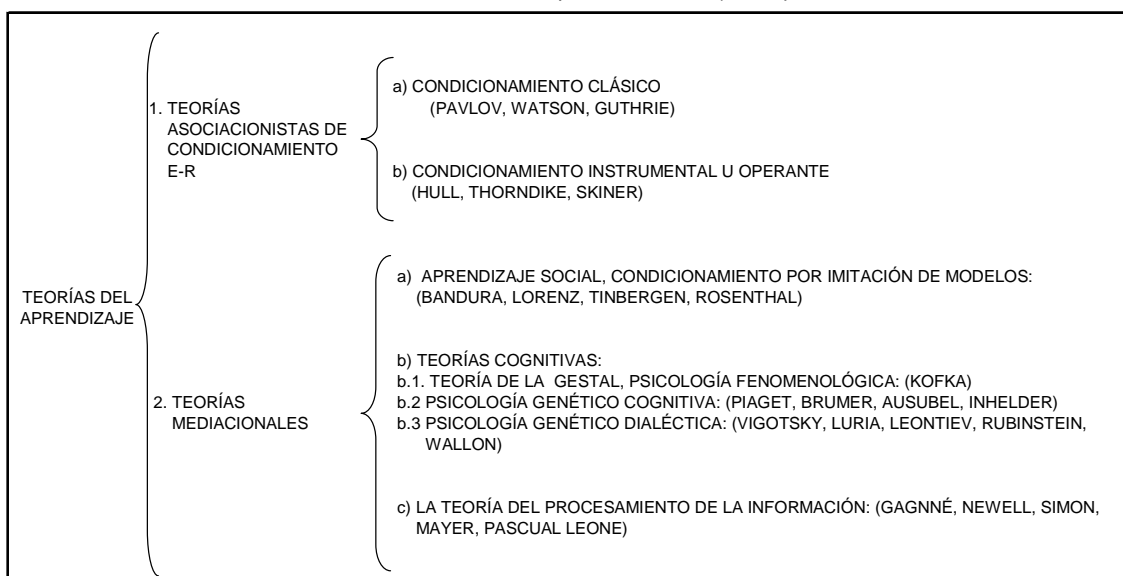 TEORÍAS DEL
APRENDIZAJE
1. TEORÍAS
ASOCIACIONISTAS DE
CONDICIONAMIENTO
E-R
a) CONDICIONAMIENTO CLÁSICO
(PAVLOV, WATSON, GUTHRIE)
b) CONDICIONAMIENTO INSTRUMENTAL U OPERANTE
(HULL, THORNDIKE, SKINER)
2. TEORÍAS
MEDIACIONALES
a) APRENDIZAJE SOCIAL, CONDICIONAMIENTO POR IMITACIÓN DE MODELOS:
(BANDURA, LORENZ, TINBERGEN, ROSENTHAL)
b) TEORÍAS COGNITIVAS:
b.1. TEORÍA DE LA GESTAL, PSICOLOGÍA FENOMENOLÓGICA: (KOFKA)
b.2 PSICOLOGÍA GENÉTICO COGNITIVA: (PIAGET, BRUMER, AUSUBEL, INHELDER)
b.3 PSICOLOGÍA GENÉTICO DIALÉCTICA: (VIGOTSKY, LURIA, LEONTIEV, RUBINSTEIN,
WALLON)
c) LA TEORÍA DEL PROCESAMIENTO DE LA INFORMACIÓN: (GAGNNÉ, NEWELL, SIMON,
MAYER, PASCUAL LEONE)